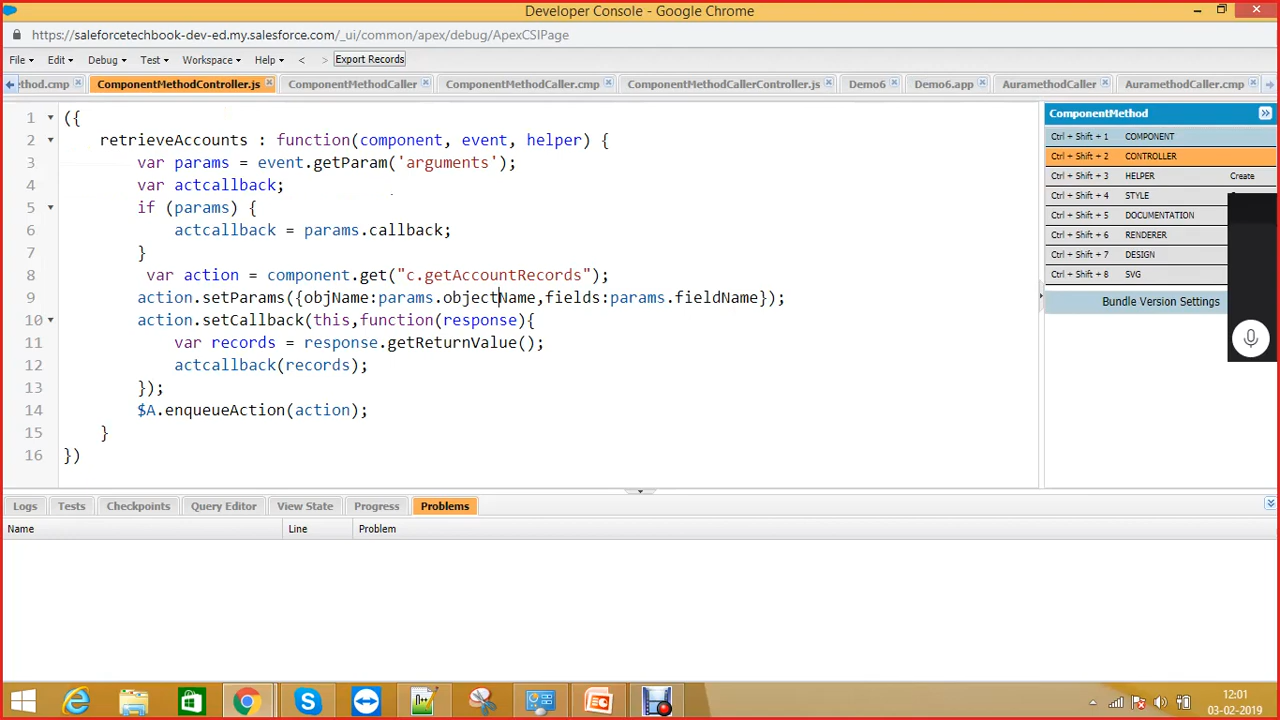 Developer Console - Google Chrome
https://saleforcetechbook-dev-ed.my.salesforce.com/_ui/common/apex/debug/ApexCSIPage
File Edit Debug Test Workspace Help < > Export Records
thod.cmp ComponentMethodController.js ComponentMethodCaller ComponentMethodCaller.cmp ComponentMethodCallerController.js Demo6 Demo6.app AuramethodCaller AuramethodCaller.cmp
1 ({
2 retrieveAccounts : function(component, event, helper) {
3 var params = event.getParam('arguments');
4 var actcallback;
5 if (params) {
6 actcallback = params.callback;
7 }
8 var action = component.get("c.getAccountRecords");
9 action.setParams({objName:params.objectName,fields:params.fieldName});
10 action.setCallback(this,function(response){
11 var records = response.getReturnValue();
12 actcallback(records);
13 });
14 $A.enqueueAction(action);
15 }
16 })
ComponentMethod
Ctrl + Shift + 1 COMPONENT
Ctrl + Shift + 2 CONTROLLER
Ctrl + Shift + 3 HELPER Create
Ctrl + Shift + 4 STYLE
Ctrl + Shift + 5 DOCUMENTATION
Ctrl + Shift + 6 RENDERER
Ctrl + Shift + 7 DESIGN
Ctrl + Shift + 8 SVG
Bundle Version Settings
Logs Tests Checkpoints Query Editor View State Progress Problems
Name Line Problem
12:01
03-02-2019